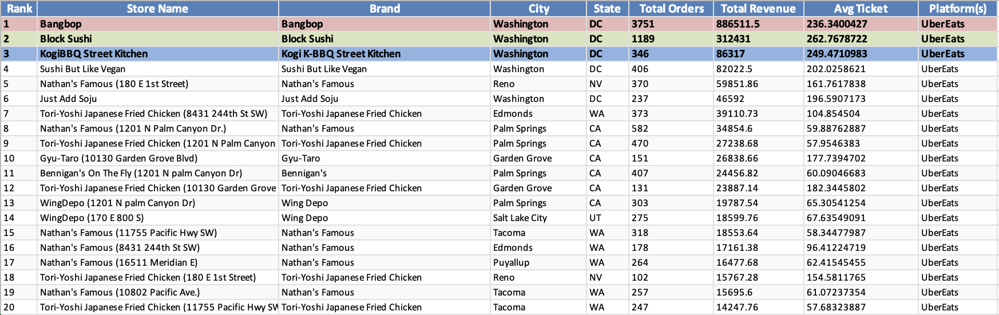 Rank Store Name Brand City State Total Orders Total Revenue Avg Ticket Platform(s)
1 Bangbop Bangbop Washington DC 3751 886511.5 236.3400427 UberEats
2 Block Sushi Block Sushi Washington DC 1189 312431 262.7678722 UberEats
3 KogiBBQ Street Kitchen Kogi K-BBQ Street Kitchen Washington DC 346 86317 249.4710983 UberEats
4 Sushi But Like Vegan Sushi But Like Vegan Washington DC 406 82022.5 202.0258621 UberEats
5 Nathan's Famous (180 E 1st Street) Nathan's Famous Reno NV 370 59851.86 161.7617838 UberEats
6 Just Add Soju Just Add Soju Washington DC 237 46592 196.5907173 UberEats
7 Tori-Yoshi Japanese Fried Chicken (8431 244th St SW) Tori-Yoshi Japanese Fried Chicken Edmonds WA 373 39110.73 104.854504 UberEats
8 Nathan's Famous (1201 N Palm Canyon Dr.) Nathan's Famous Palm Springs CA 582 34854.6 59.88762887 UberEats
9 Tori-Yoshi Japanese Fried Chicken (1201 N Palm Canyon Tori-Yoshi Japanese Fried Chicken Palm Springs CA 470 27238.68 57.9546383 UberEats
10 Gyu-Taro (10130 Garden Grove Blvd) Gyu-Taro Garden Grove CA 151 26838.66 177.7394702 UberEats
11 Bennigan's On The Fly (1201 N palm Canyon Dr) Bennigan's Palm Springs CA 407 24456.82 60.09046683 UberEats
12 Tori-Yoshi Japanese Fried Chicken (10130 Garden Grove Tori-Yoshi Japanese Fried Chicken Garden Grove CA 131 23887.14 182.3445802 UberEats
13 WingDepo (1201 N palm Canyon Dr) Wing Depo Palm Springs CA 303 19787.54 65.30541254 UberEats
14 WingDepo (170 E 800 S) Wing Depo Salt Lake City UT 275 18599.76 67.63549091 UberEats
15 Nathan's Famous (11755 Pacific Hwy SW) Nathan's Famous Tacoma WA 318 18553.64 58.34477987 UberEats
16 Nathan's Famous (8431 244th St SW) Nathan's Famous Edmonds WA 178 17161.38 96.41224719 UberEats
17 Nathan's Famous (16511 Meridian E) Nathan's Famous Puyallup WA 264 16477.68 62.41545455 UberEats
18 Tori-Yoshi Japanese Fried Chicken (180 E 1st Street) Tori-Yoshi Japanese Fried Chicken Reno NV 102 15767.28 154.5811765 UberEats
19 Nathan's Famous (10802 Pacific Ave.) Nathan's Famous Tacoma WA 257 15695.6 61.07237354 UberEats
20 Tori-Yoshi Japanese Fried Chicken (11755 Pacific Hwy SW Tori-Yoshi Japanese Fried Chicken Tacoma WA 247 14247.76 57.68323887 UberEats